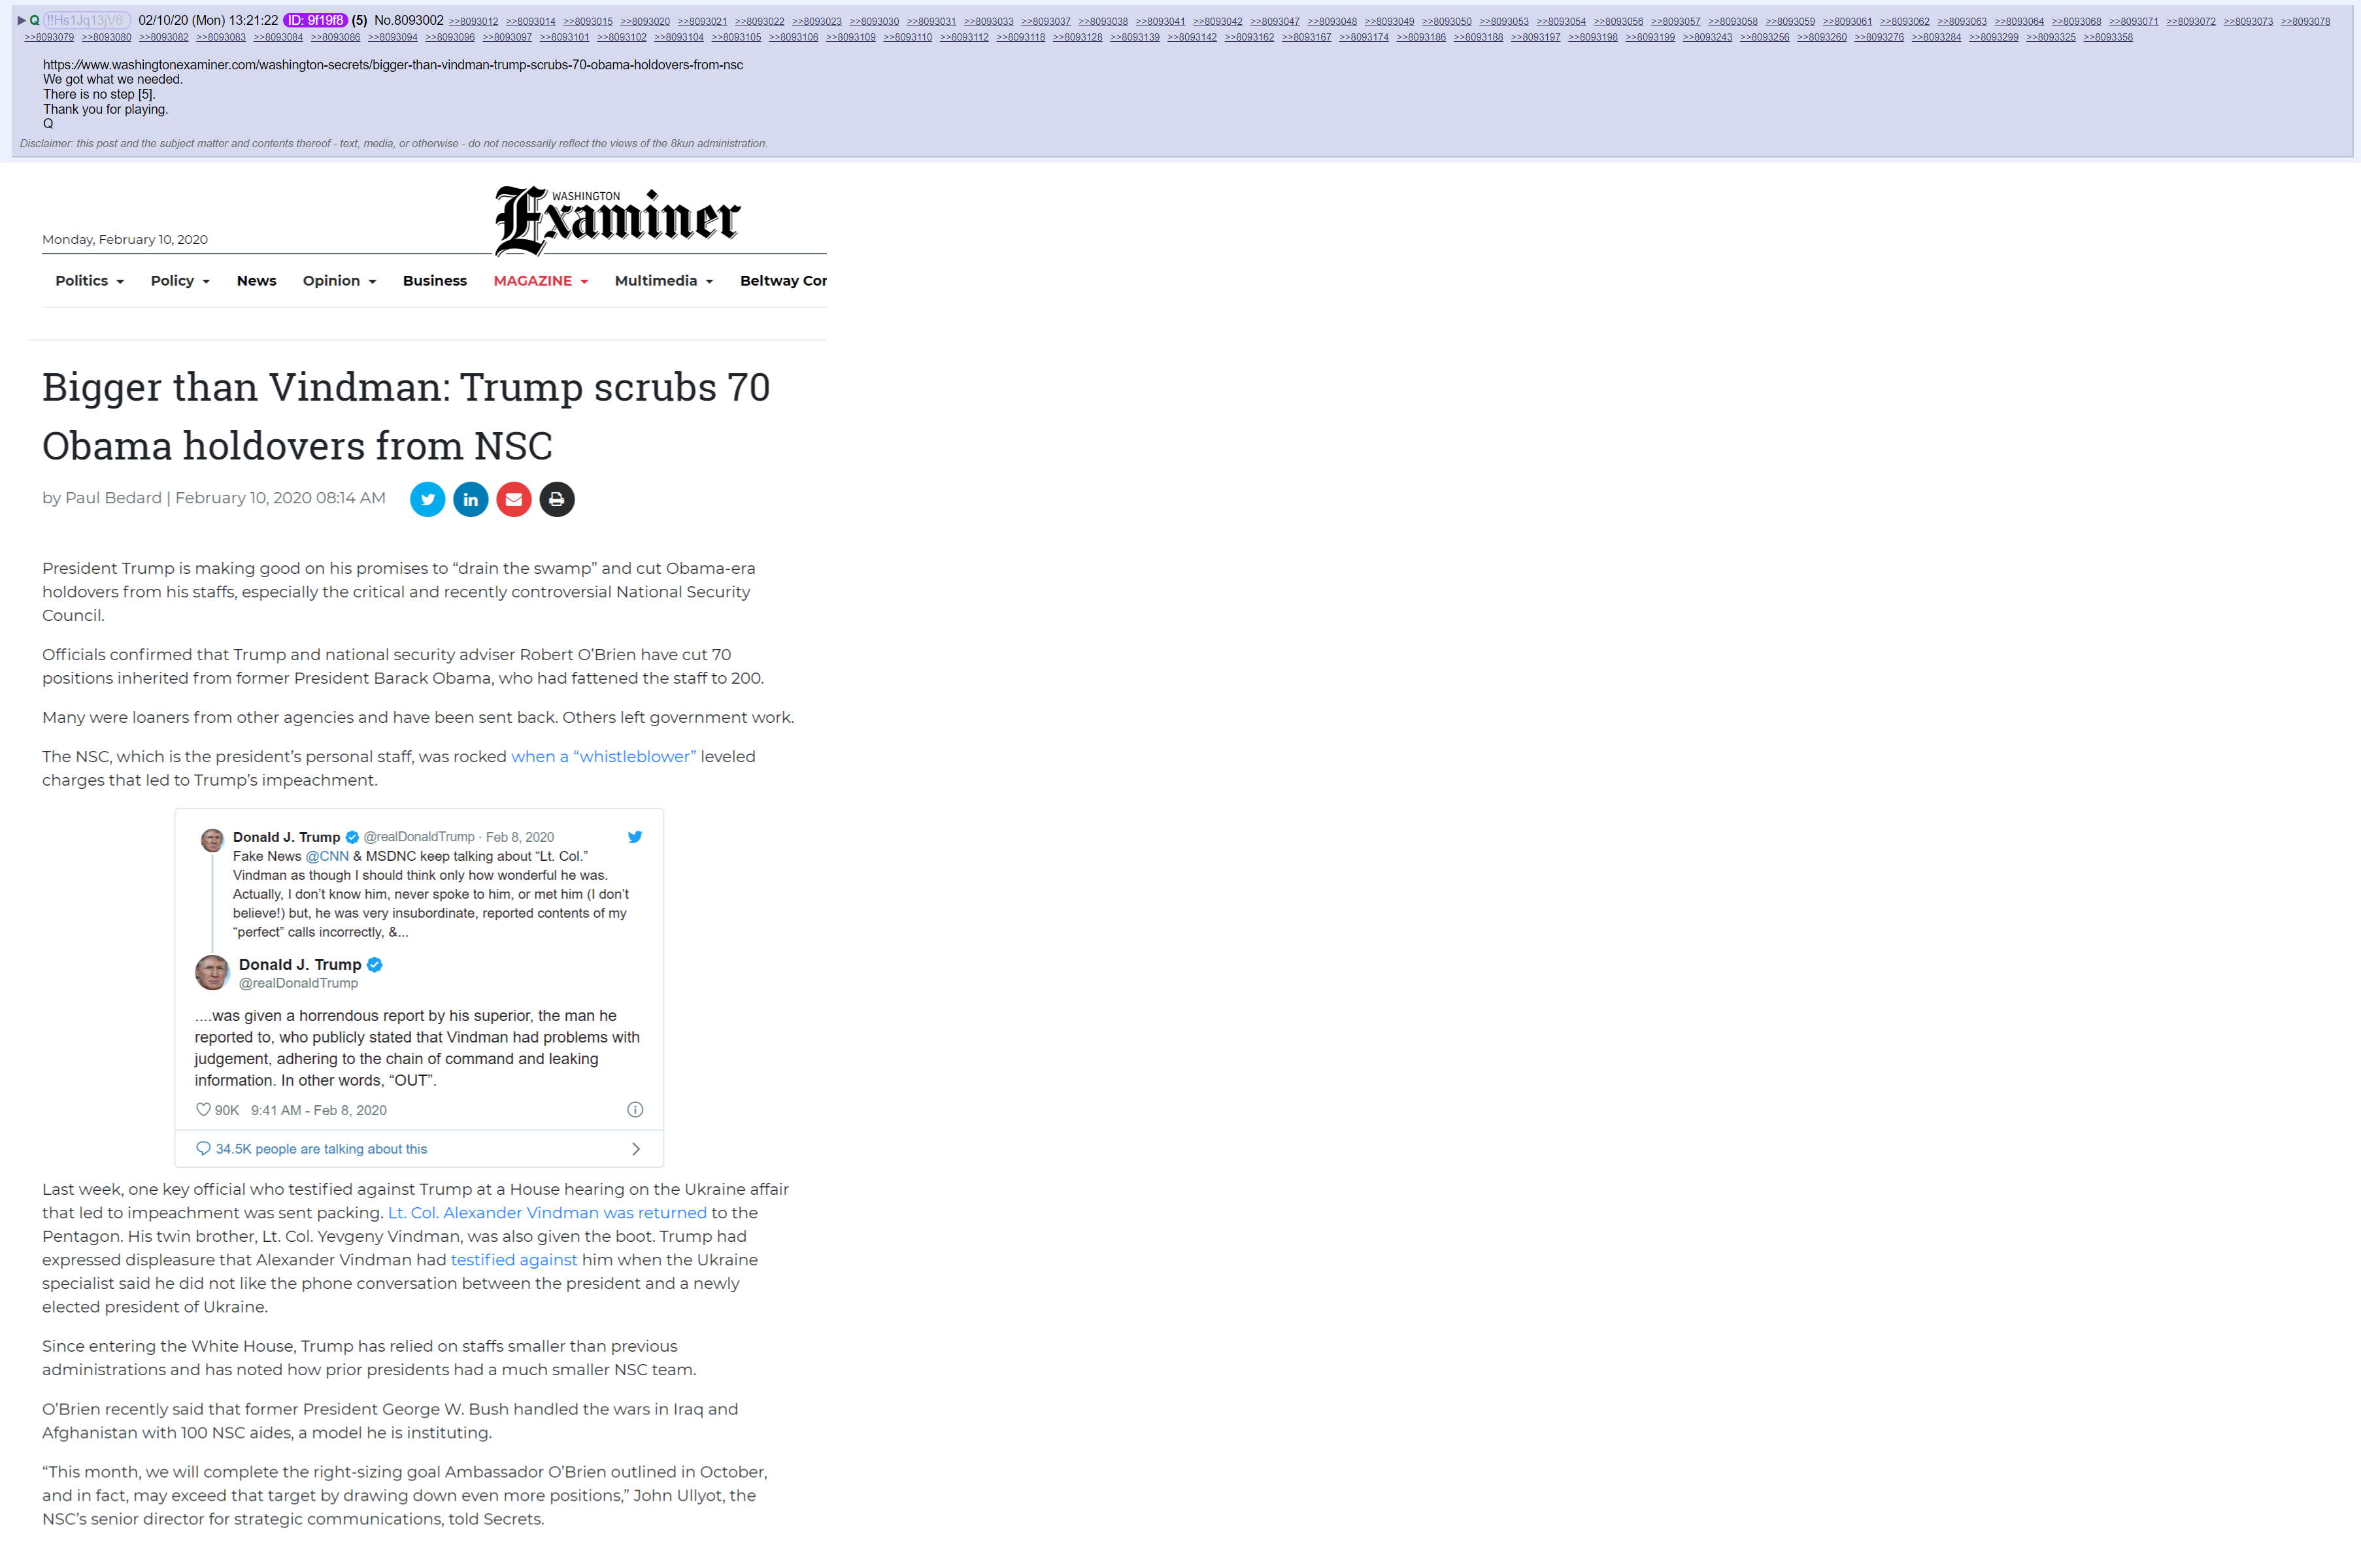 ▶ Q !!Hs1Jq13jV6 02/10/20 (Mon) 13:21:22 ID: 9f19f8 (5) No.8093002 >>8093012 >>8093014 >>8093015 >>8093020 >>8093021 >>8093022 >>8093023 >>8093030 >>8093031 >>8093033 >>8093037 >>8093038 >>8093041 >>8093042 >>8093047 >>8093048 >>8093049 >>8093050 >>8093053 >>8093054 >>8093056 >>8093057 >>8093058 >>8093059 >>8093061 >>8093062 >>8093063 >>8093064 >>8093068 >>8093071 >>8093072 >>8093073 >>8093078
>>8093079 >>8093080 >>8093082 >>8093083 >>8093084 >>8093086 >>8093094 >>8093096 >>8093097 >>8093101 >>8093102 >>8093104 >>8093105 >>8093106 >>8093109 >>8093110 >>8093112 >>8093118 >>8093128 >>8093139 >>8093142 >>8093162 >>8093167 >>8093174 >>8093186 >>8093188 >>8093197 >>8093198 >>8093199 >>8093243 >>8093256 >>8093260 >>8093276 >>8093284 >>8093299 >>8093325 >>8093358
https://www.washingtonexaminer.com/washington-secrets/bigger-than-vindman-trump-scrubs-70-obama-holdovers-from-nsc
We got what we needed.
There is no step [5].
Thank you for playing.
Q
Disclaimer: this post and the subject matter and contents thereof - text, media, or otherwise - do not necessarily reflect the views of the 8kun administration.
WASHINGTON
Examiner
Monday, February 10, 2020
Politics Policy News Opinion Business MAGAZINE Multimedia Beltway Cor
Bigger than Vindman: Trump scrubs 70
Obama holdovers from NSC
by Paul Bedard | February 10, 2020 08:14 AM
President Trump is making good on his promises to “drain the swamp” and cut Obama-era
holdovers from his staffs, especially the critical and recently controversial National Security
Council.
Officials confirmed that Trump and national security adviser Robert O’Brien have cut 70
positions inherited from former President Barack Obama, who had fattened the staff to 200.
Many were loaners from other agencies and have been sent back. Others left government work.
The NSC, which is the president’s personal staff, was rocked when a “whistleblower” leveled
charges that led to Trump’s impeachment.
Donald J. Trump @realDonaldTrump · Feb 8, 2020
Fake News @CNN & MSDNC keep talking about “Lt. Col.”
Vindman as though I should think only how wonderful he was.
Actually, I don’t know him, never spoke to him, or met him (I don’t
believe!) but, he was very insubordinate, reported contents of my
“perfect” calls incorrectly, &...
Donald J. Trump
@realDonaldTrump
....was given a horrendous report by his superior, the man he
reported to, who publicly stated that Vindman had problems with
judgement, adhering to the chain of command and leaking
information. In other words, “OUT”.
90K 9:41 AM - Feb 8, 2020
34.5K people are talking about this
Last week, one key official who testified against Trump at a House hearing on the Ukraine affair
that led to impeachment was sent packing. Lt. Col. Alexander Vindman was returned to the
Pentagon. His twin brother, Lt. Col. Yevgeny Vindman, was also given the boot. Trump had
expressed displeasure that Alexander Vindman had testified against him when the Ukraine
specialist said he did not like the phone conversation between the president and a newly
elected president of Ukraine.
Since entering the White House, Trump has relied on staffs smaller than previous
administrations and has noted how prior presidents had a much smaller NSC team.
O’Brien recently said that former President George W. Bush handled the wars in Iraq and
Afghanistan with 100 NSC aides, a model he is instituting.
“This month, we will complete the right-sizing goal Ambassador O’Brien outlined in October,
and in fact, may exceed that target by drawing down even more positions,” John Ullyot, the
NSC’s senior director for strategic communications, told Secrets.